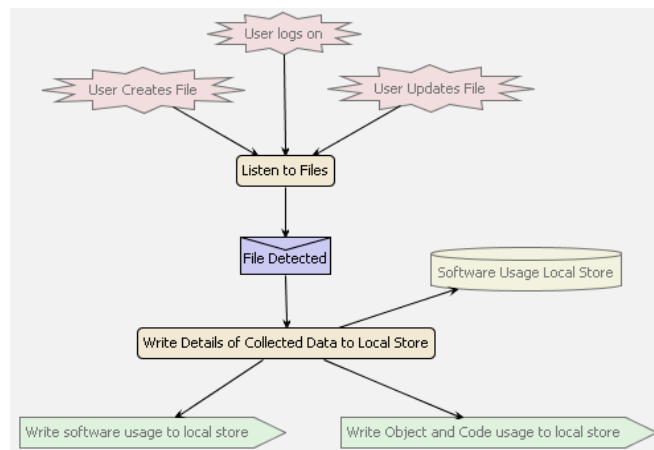 User logs on
User Creates File
User Updates File
Listen to Files
File Detected
Software Usage Local Store
Write Details of Collected Data to Local Store
Write software usage to local store
Write Object and Code usage to local store